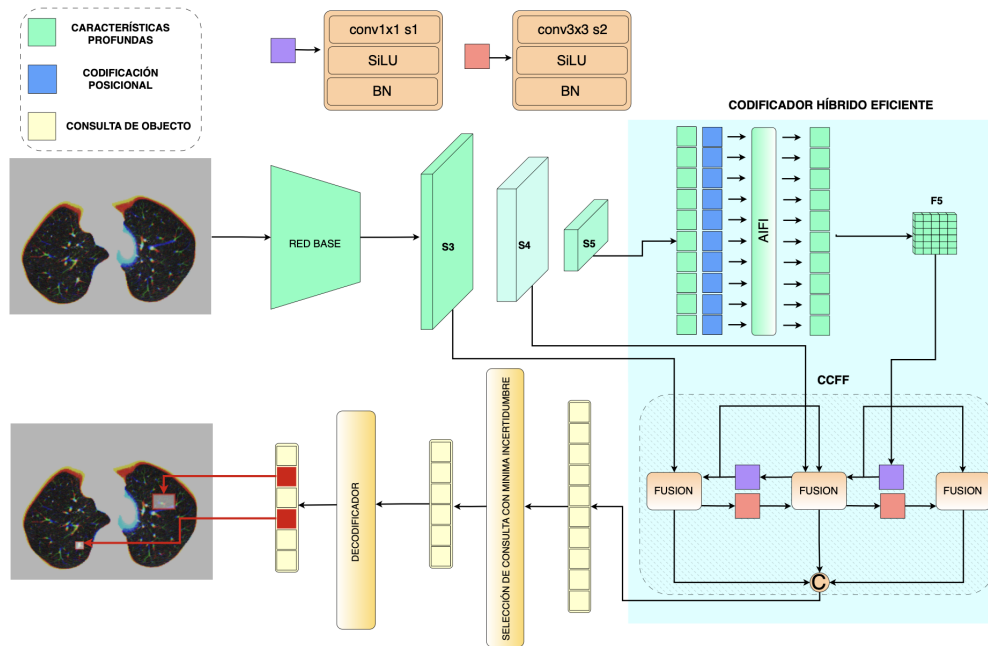 CARACTERÍSTICAS
PROFUNDAS
CODIFICACIÓN
POSICIONAL
CONSULTA DE OBJECTO
conv1x1 s1
SiLU
BN
conv3x3 s2
SiLU
BN
CODIFICADOR HÍBRIDO EFICIENTE
RED BASE
S3
S4
S5
AIFI
F5
CCFF
FUSION
FUSION
FUSION
C
SELECCIÓN DE CONSULTA CON MINIMA INCERTIDUMBRE
DECODIFICADOR